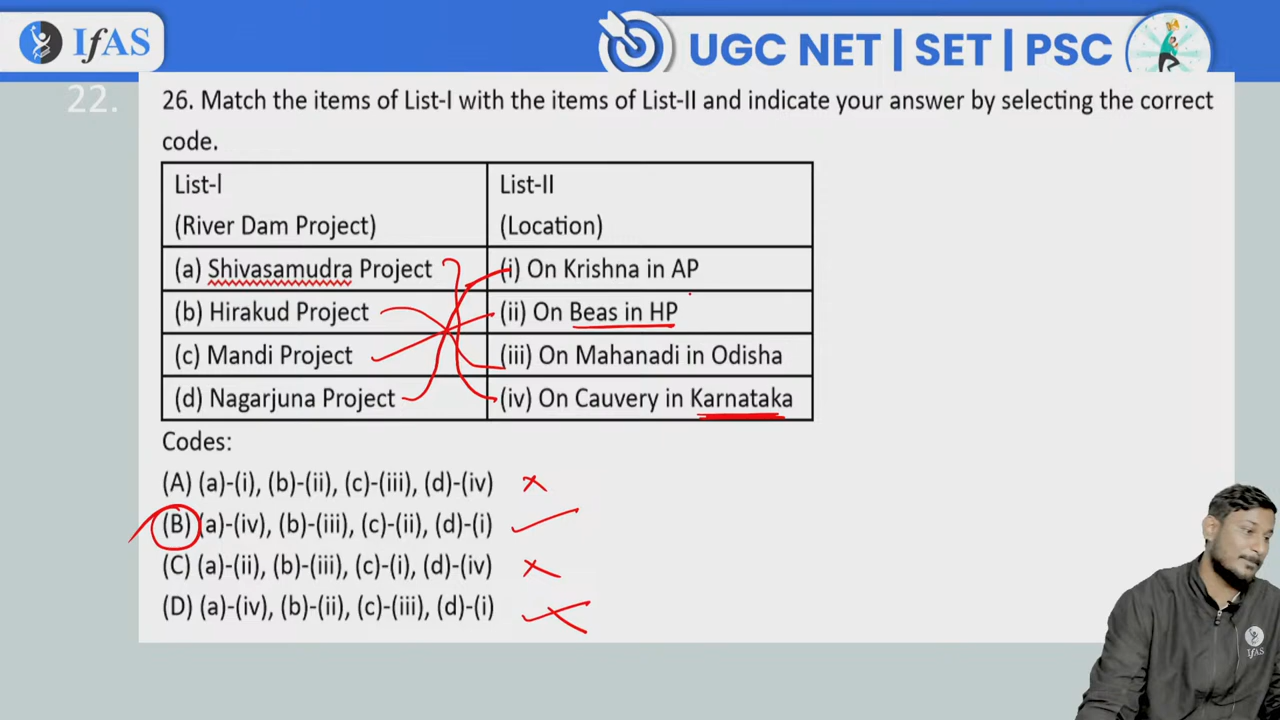 IfAS
UGC NET | SET | PSC
22.
26. Match the items of List-I with the items of List-II and indicate your answer by selecting the correct
code.
List-I
(River Dam Project)
List-II
(Location)
(a) Shivasamudra Project
(i) On Krishna in AP
(b) Hirakud Project
(ii) On Beas in HP
(c) Mandi Project
(iii) On Mahanadi in Odisha
(d) Nagarjuna Project
(iv) On Cauvery in Karnataka
Codes:
(A) (a)-(i), (b)-(ii), (c)-(iii), (d)-(iv)
(B) (a)-(iv), (b)-(iii), (c)-(ii), (d)-(i)
(C) (a)-(ii), (b)-(iii), (c)-(i), (d)-(iv)
(D) (a)-(iv), (b)-(ii), (c)-(iii), (d)-(i)
IfAS